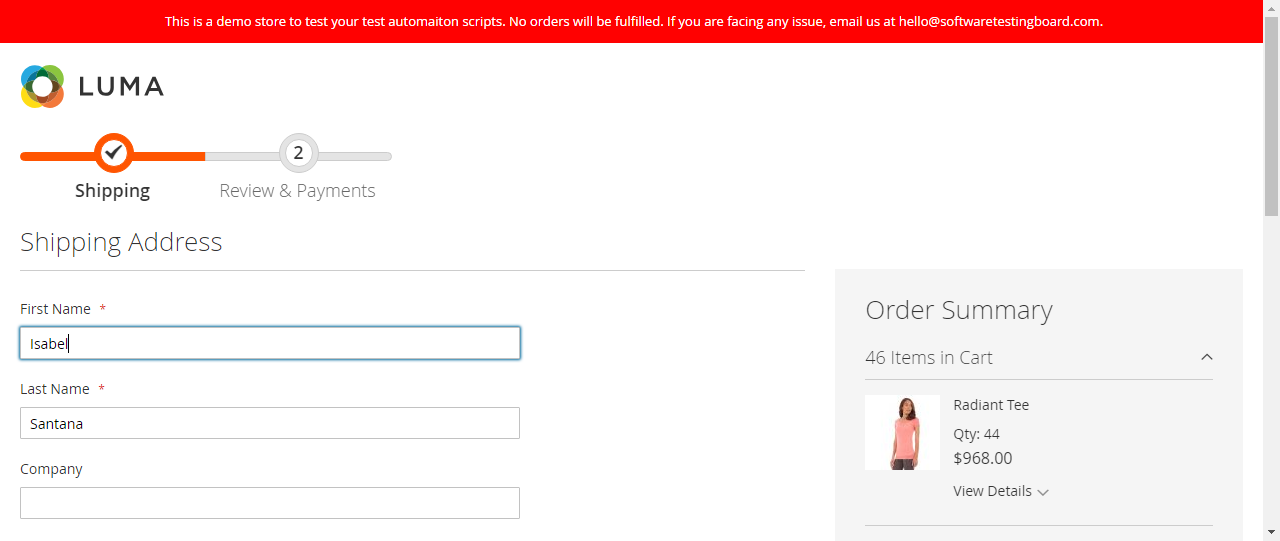 This is a demo store to test your test automaiton scripts. No orders will be fulfilled. If you are facing any issue, email us at hello@softwaretestingboard.com.
LUMA
2
Shipping
Review & Payments
Shipping Address
First Name *
Isabel
Last Name *
Santana
Company
Order Summary
46 Items in Cart
Radiant Tee
Qty: 44
$968.00
View Details